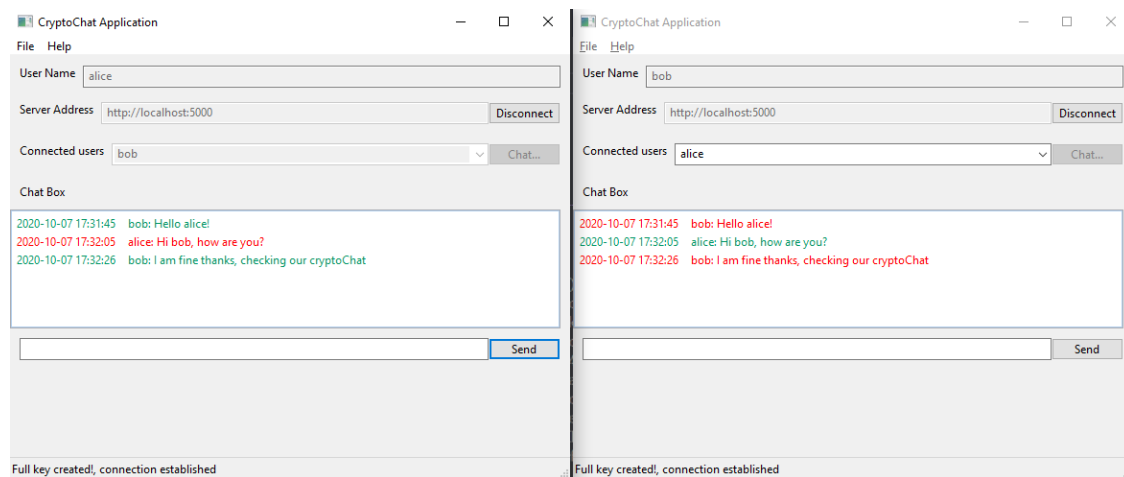 CryptoChat Application
File Help
User Name alice
Server Address http://localhost:5000 Disconnect
Connected users bob Chat...
Chat Box
2020-10-07 17:31:45 bob: Hello alice!
2020-10-07 17:32:05 alice: Hi bob, how are you?
2020-10-07 17:32:26 bob: I am fine thanks, checking our cryptoChat
Send
Full key created!, connection established
CryptoChat Application
File Help
User Name bob
Server Address http://localhost:5000 Disconnect
Connected users alice Chat...
Chat Box
2020-10-07 17:31:45 bob: Hello alice!
2020-10-07 17:32:05 alice: Hi bob, how are you?
2020-10-07 17:32:26 bob: I am fine thanks, checking our cryptoChat
Send
Full key created!, connection established